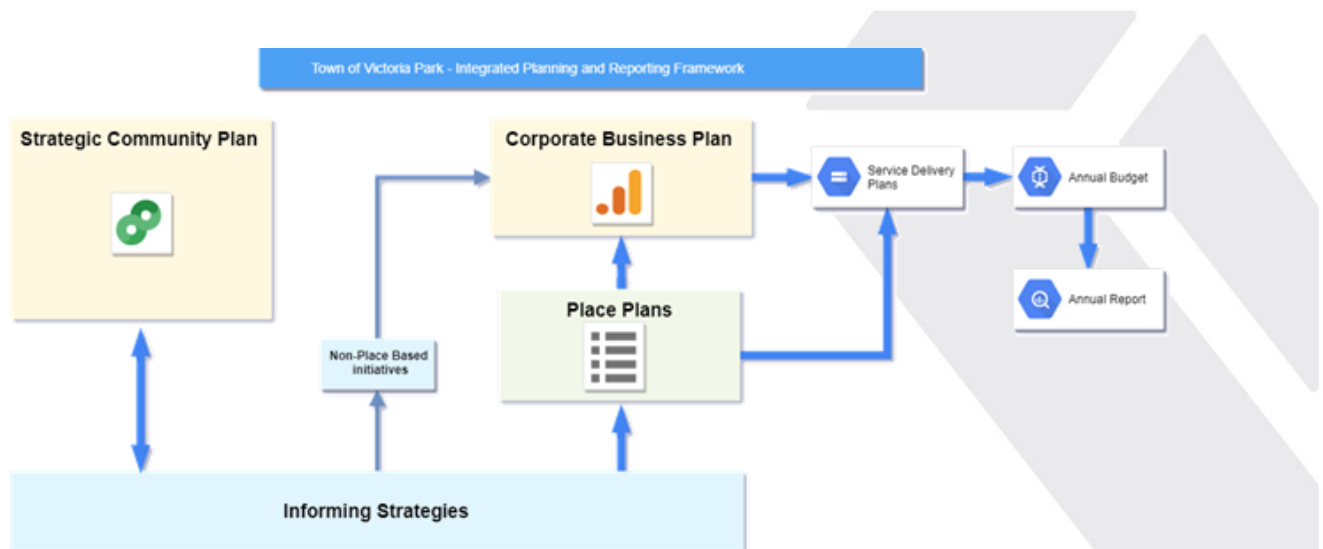 Town of Victoria Park - Integrated Planning and Reporting Framework
Strategic Community Plan
Corporate Business Plan
Service Delivery
Plans
Annual Budget
Annual Report
Place Plans
Non-Place Based
initiatives
Informing Strategies